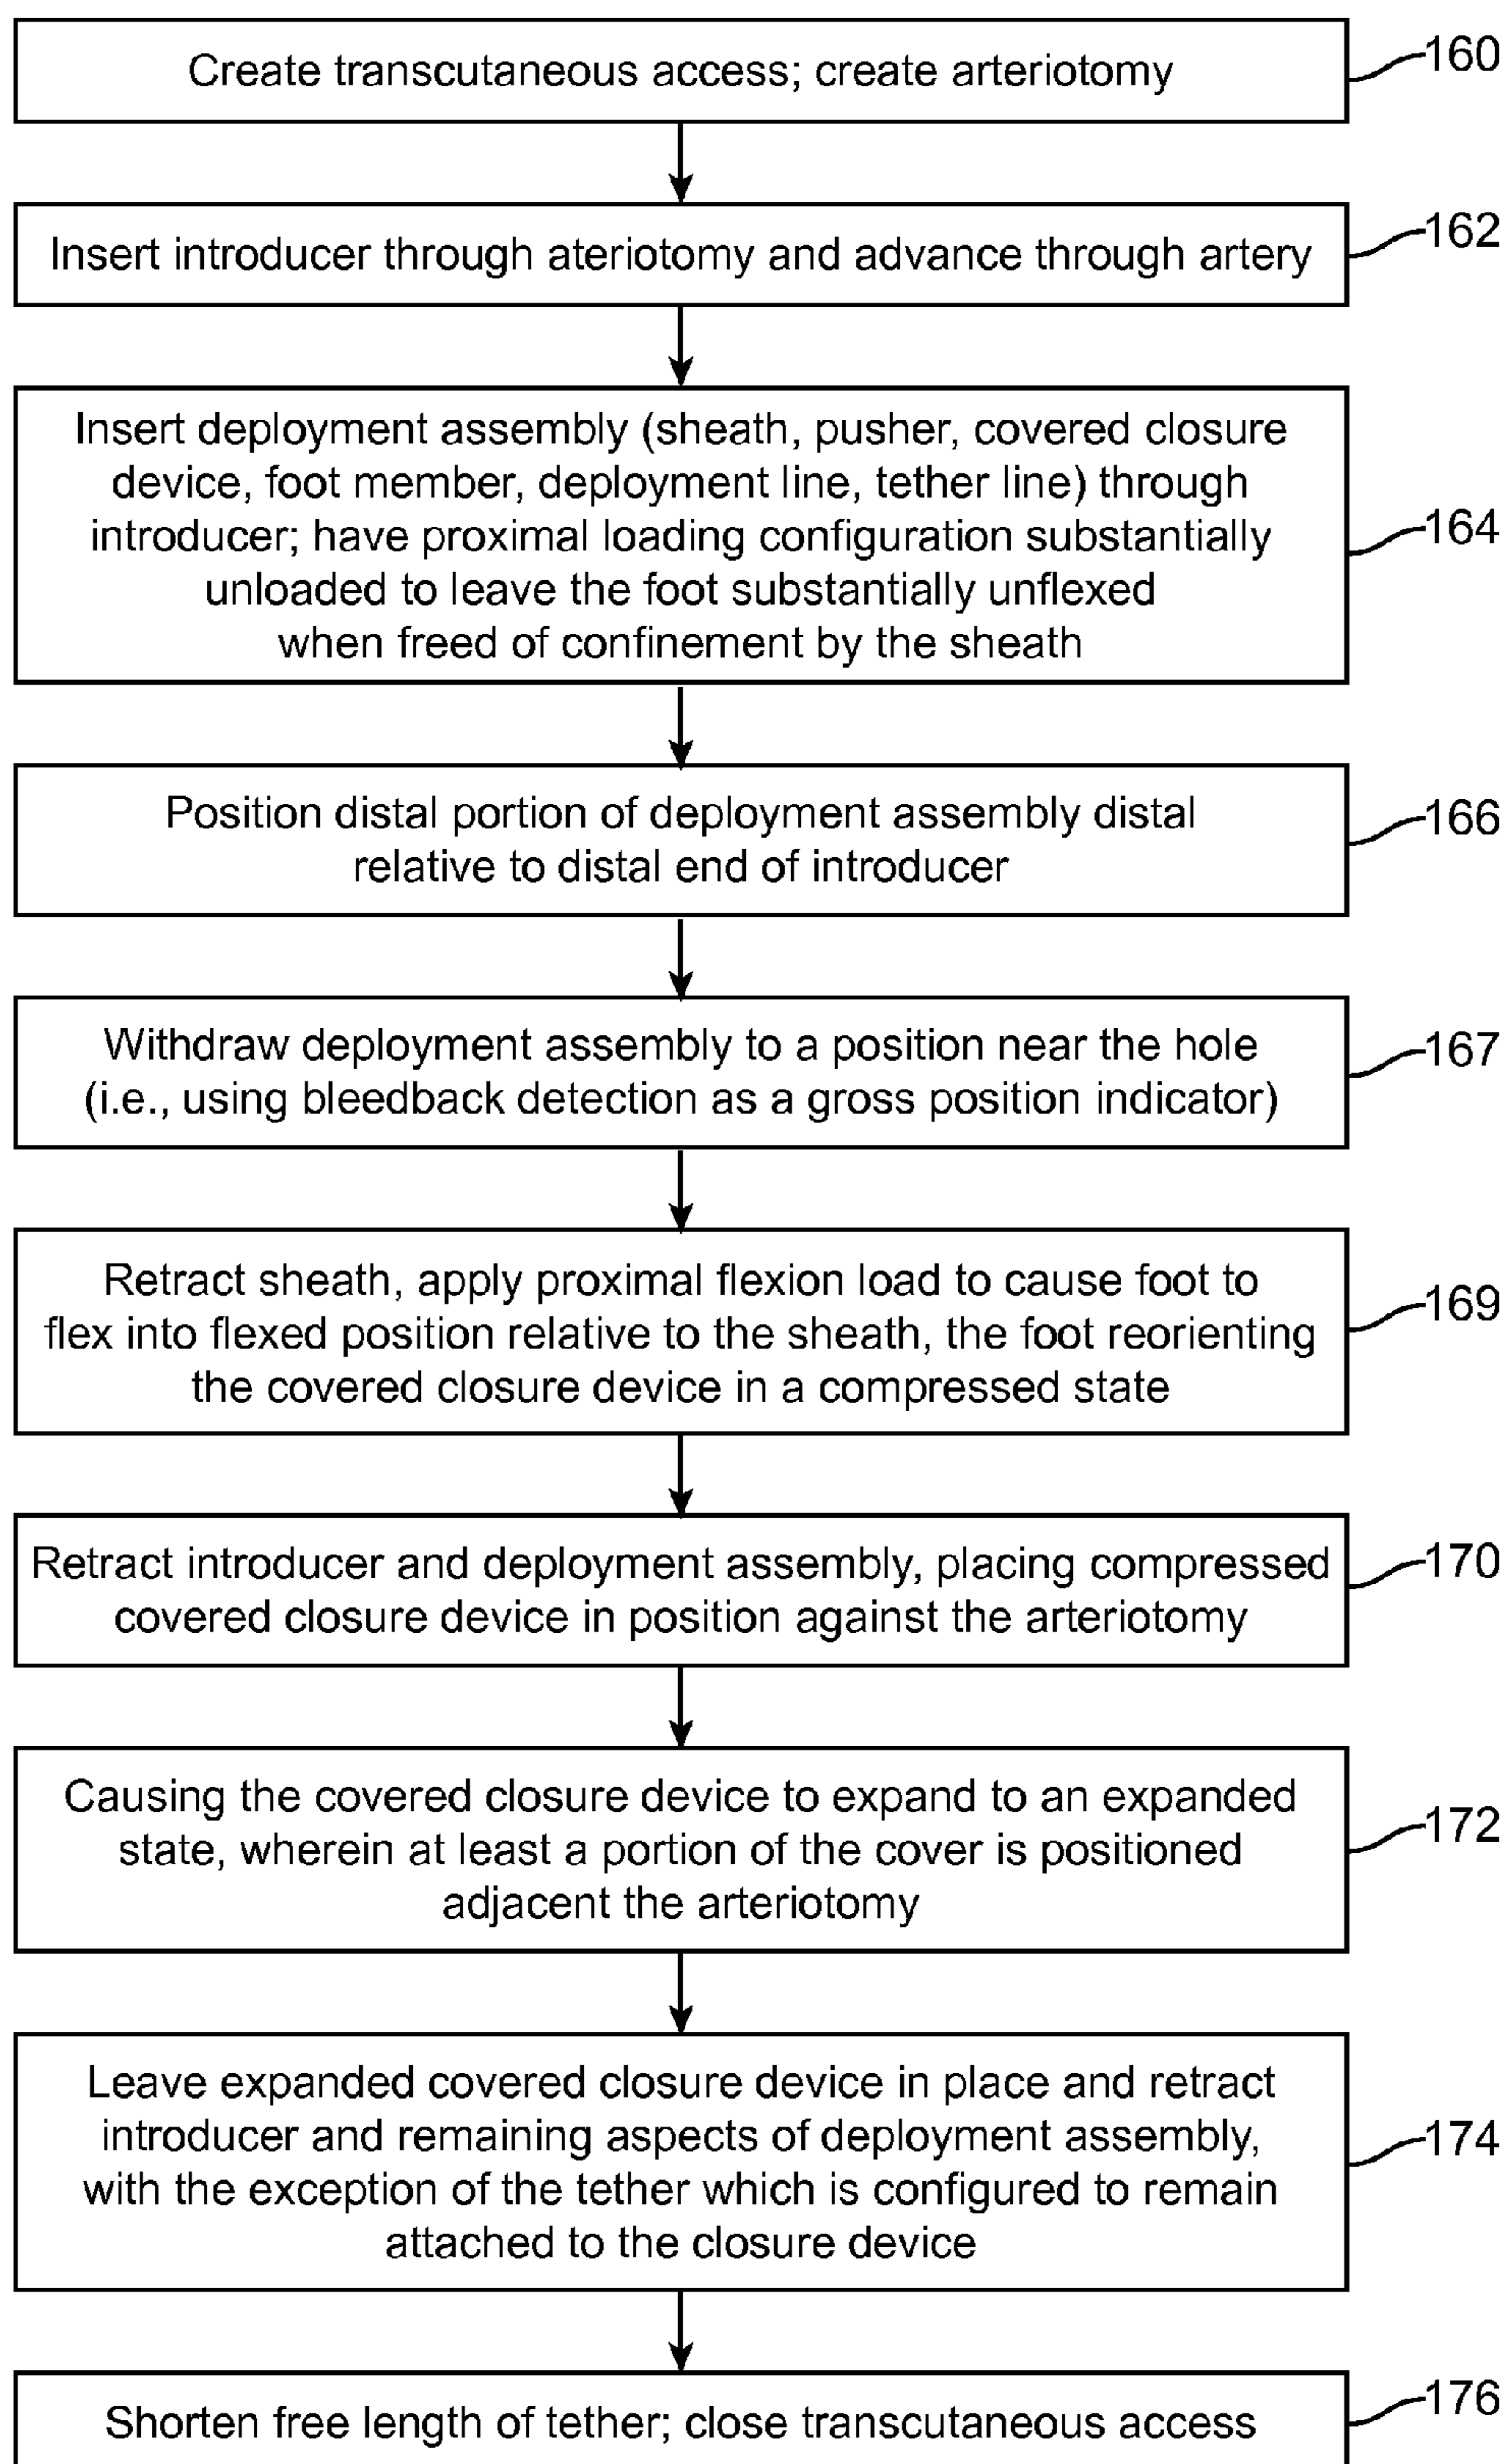 Create transcutaneous access; create arteriotomy
160
Insert introducer through ateriotomy and advance through artery
162
Insert deployment assembly (sheath, pusher, covered closure
device, foot member, deployment line, tether line) through
introducer; have proximal loading configuration substantially
unloaded to leave the foot substantially unflexed
when freed of confinement by the sheath
164
Position distal portion of deployment assembly distal
relative to distal end of introducer
166
Withdraw deployment assembly to a position near the hole
(i.e., using bleedback detection as a gross position indicator)
167
Retract sheath, apply proximal flexion load to cause foot to
flex into flexed position relative to the sheath, the foot reorienting
the covered closure device in a compressed state
169
Retract introducer and deployment assembly, placing compressed
covered closure device in position against the arteriotomy
170
Causing the covered closure device to expand to an expanded
state, wherein at least a portion of the cover is positioned
adjacent the arteriotomy
172
Leave expanded covered closure device in place and retract
introducer and remaining aspects of deployment assembly,
with the exception of the tether which is configured to remain
attached to the closure device
174
Shorten free length of tether; close transcutaneous access
176